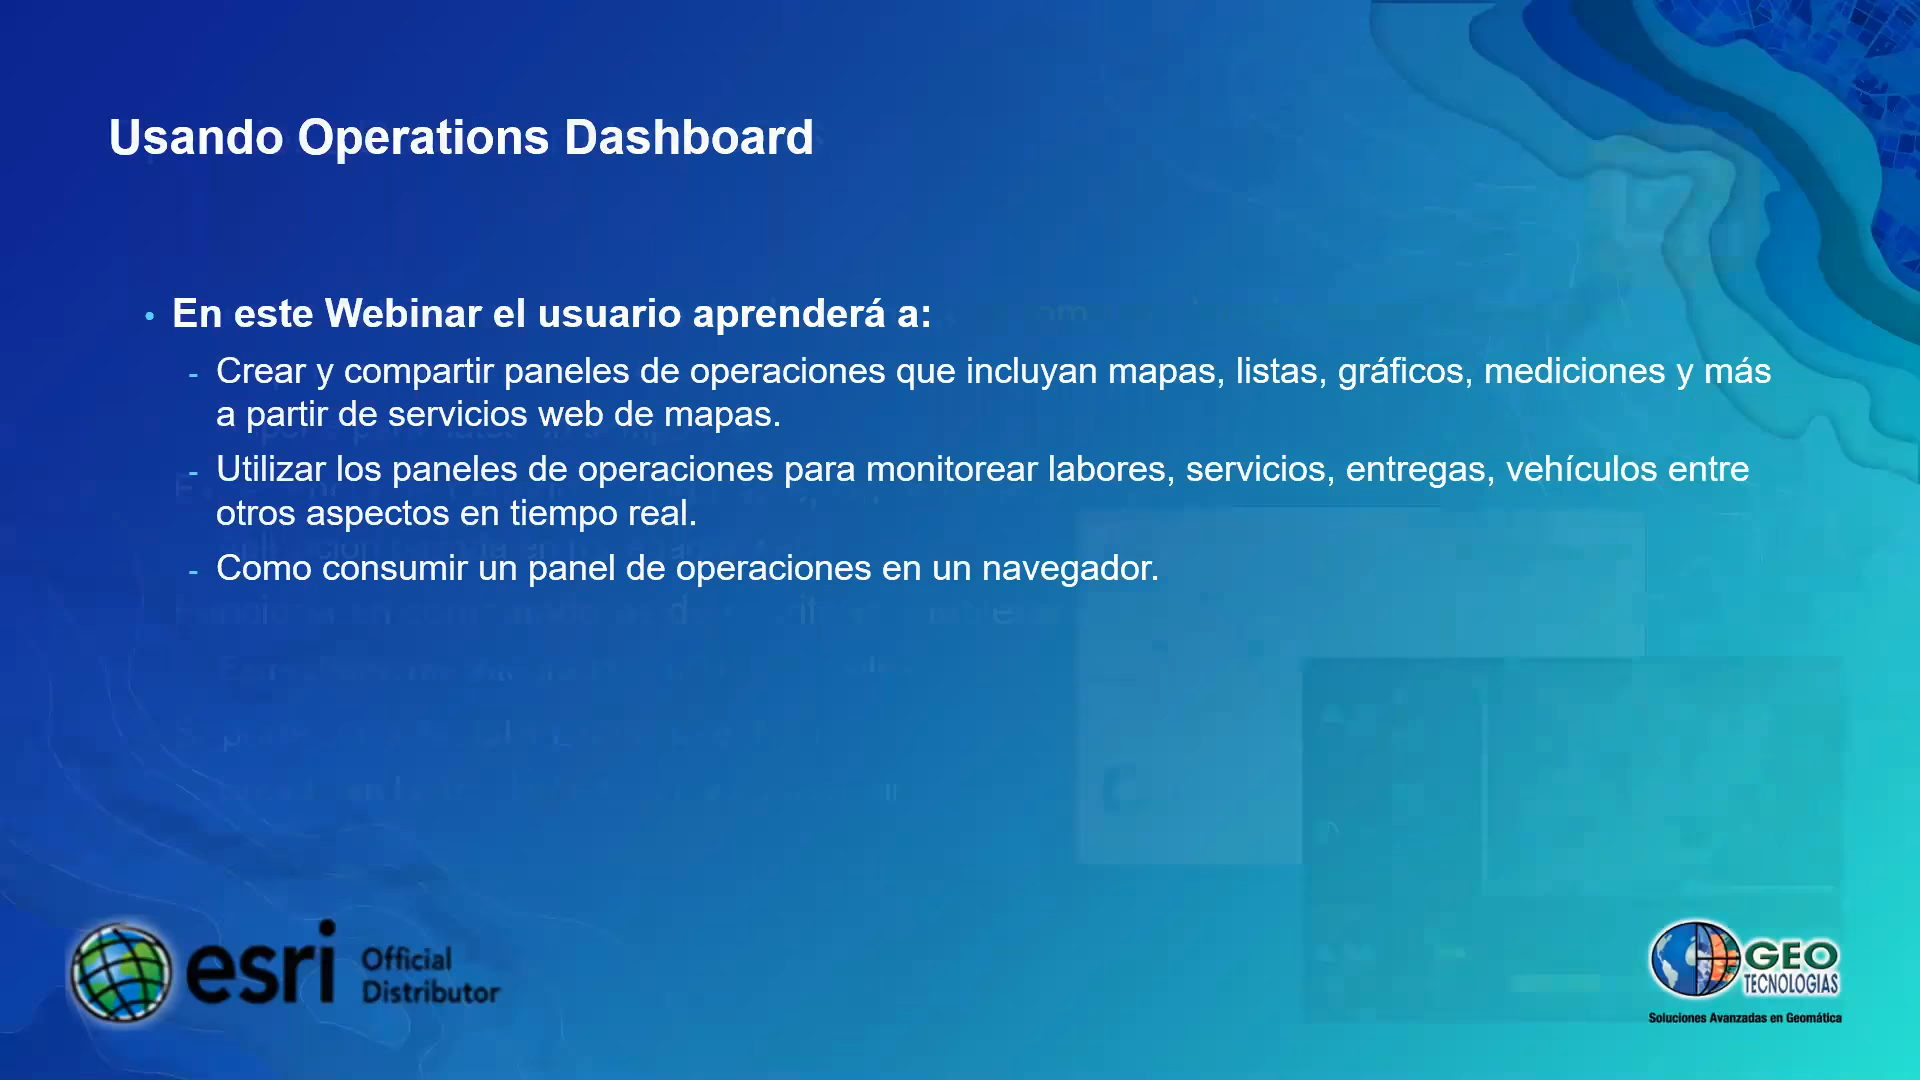 Usando Operations Dashboard
• En este Webinar el usuario aprenderá a:
- Crear y compartir paneles de operaciones que incluyan mapas, listas, gráficos, mediciones y más
a partir de servicios web de mapas.
- Utilizar los paneles de operaciones para monitorear labores, servicios, entregas, vehículos entre
otros aspectos en tiempo real.
- Como consumir un panel de operaciones en un navegador.
esri Official
Distributor
GEO
TECNOLOGIAS
Soluciones Avanzadas en Geomática